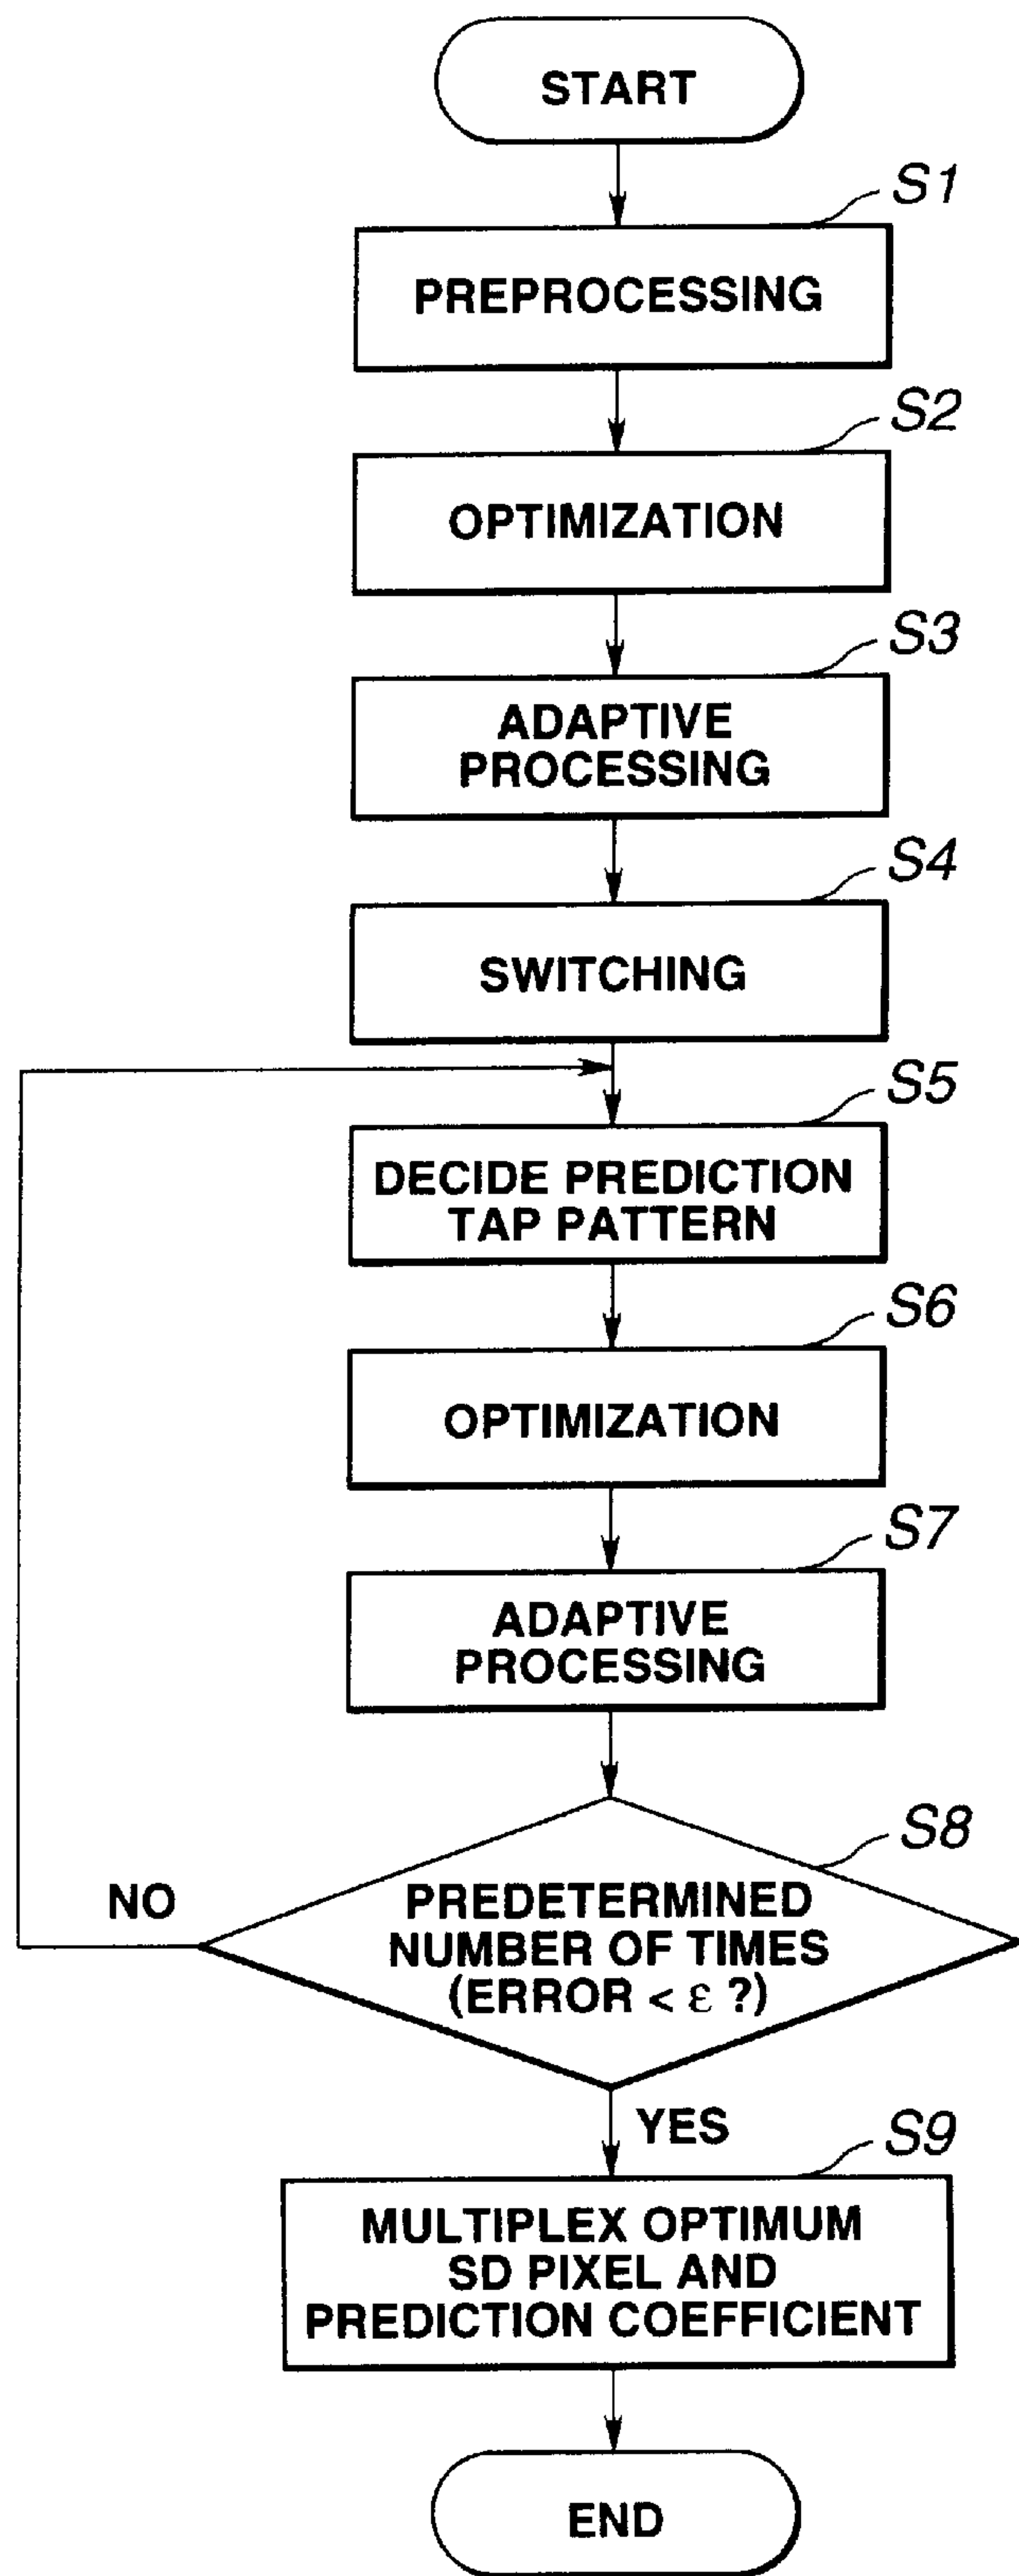 START
S1
PREPROCESSING
S2
OPTIMIZATION
S3
ADAPTIVE
PROCESSING
S4
SWITCHING
S5
DECIDE PREDICTION
TAP PATTERN
S6
OPTIMIZATION
S7
ADAPTIVE
PROCESSING
S8
NO
PREDETERMINED
NUMBER OF TIMES
(ERROR < ε ?)
YES
S9
MULTIPLEX OPTIMUM
SD PIXEL AND
PREDICTION COEFFICIENT
END